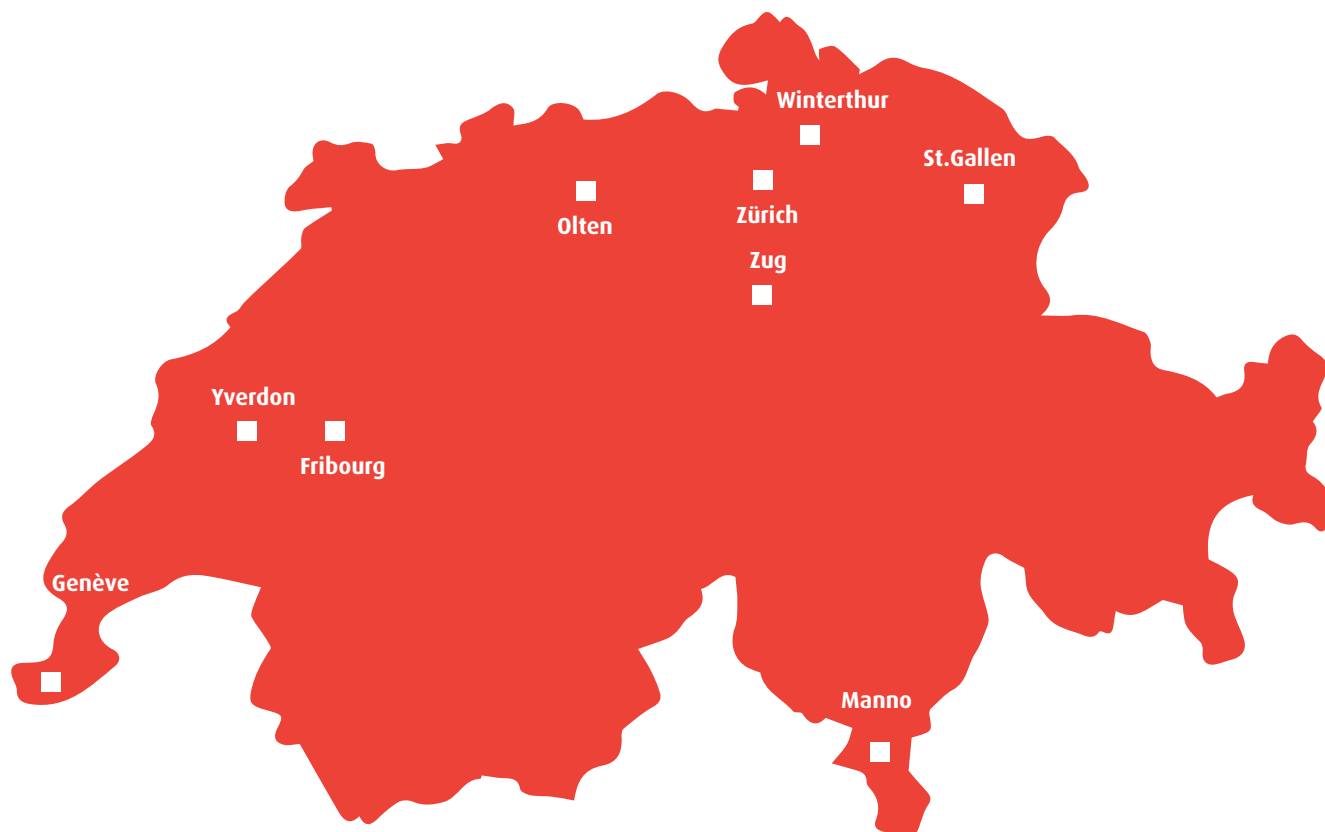 Winterthur
St.Gallen
Olten
Zürich
Zug
Yverdon
Fribourg
Genève
Manno